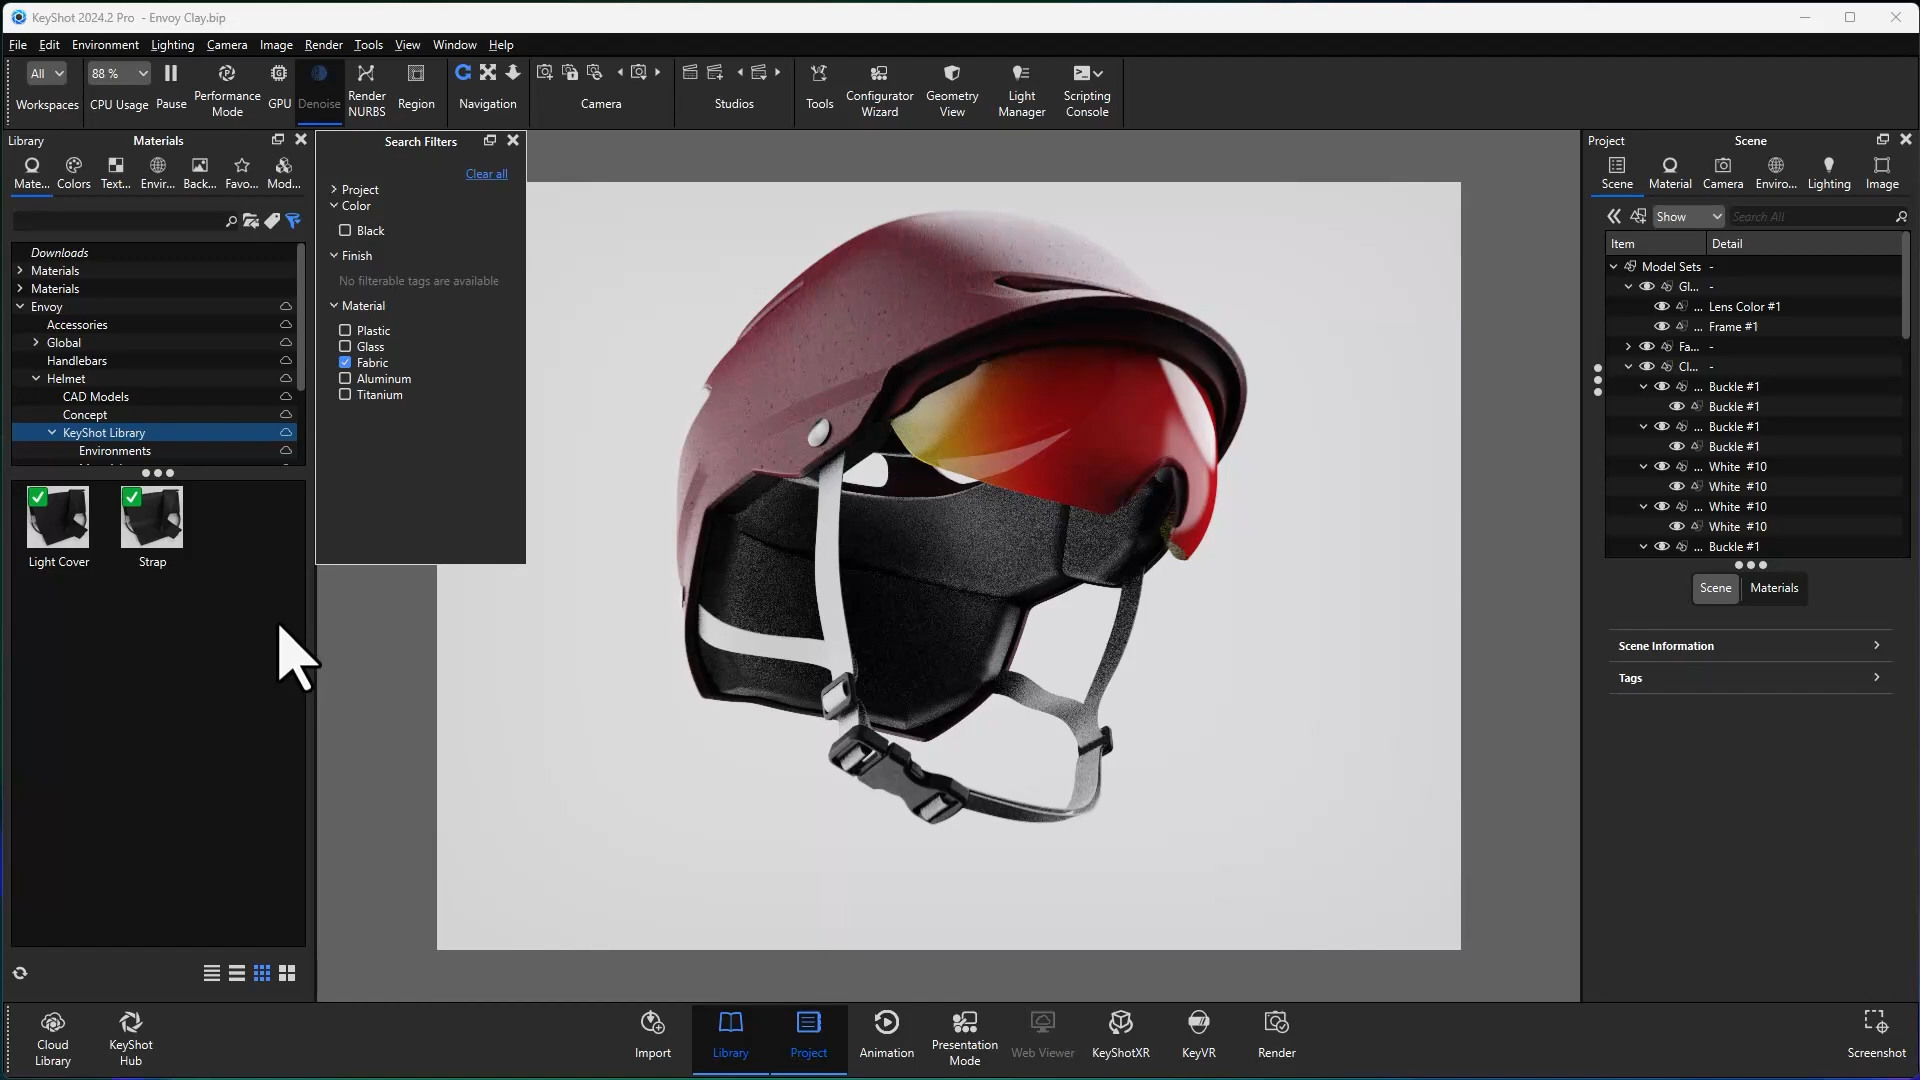 KeyShot 2024.2 Pro - Envoy Clay.bip
File Edit Environment Lighting Camera Image Render Tools View Window Help
All
88 %
Workspaces
CPU Usage
Pause
Performance
Mode
GPU
Denoise
Render
NURBS
Region
Navigation
Camera
Studios
Tools
Configurator
Wizard
Geometry
View
Light
Manager
Scripting
Console
Library
Materials
Mate...
Colors
Text...
Envir...
Back...
Favo...
Mod...
Downloads
Materials
Materials
Envoy
Accessories
Global
Handlebars
Helmet
CAD Models
Concept
KeyShot Library
Environments
Light Cover
Strap
Search Filters
Clear all
Project
Color
Black
Finish
No filterable tags are available
Material
Plastic
Glass
Fabric
Aluminum
Titanium
Project
Scene
Scene
Material
Camera
Enviro...
Lighting
Image
Show
Search All
Item Detail
Model Sets -
Gl... -
... Lens Color #1
... Frame #1
Fa... -
Cl... -
... Buckle #1
Buckle #1
... Buckle #1
Buckle #1
... White #10
White #10
... White #10
White #10
... Buckle #1
Scene
Materials
Scene Information
Tags
Cloud
Library
KeyShot
Hub
Import
Library
Project
Animation
Presentation
Mode
Web Viewer
KeyShotXR
KeyVR
Render
Screenshot